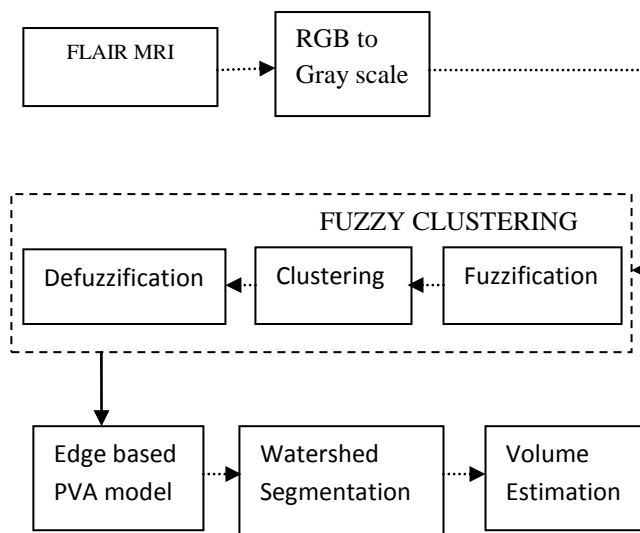 FLAIR MRI
RGB to
Gray scale
FUZZY CLUSTERING
Defuzzification
Clustering
Fuzzification
Edge based
PVA model
Watershed
Segmentation
Volume
Estimation